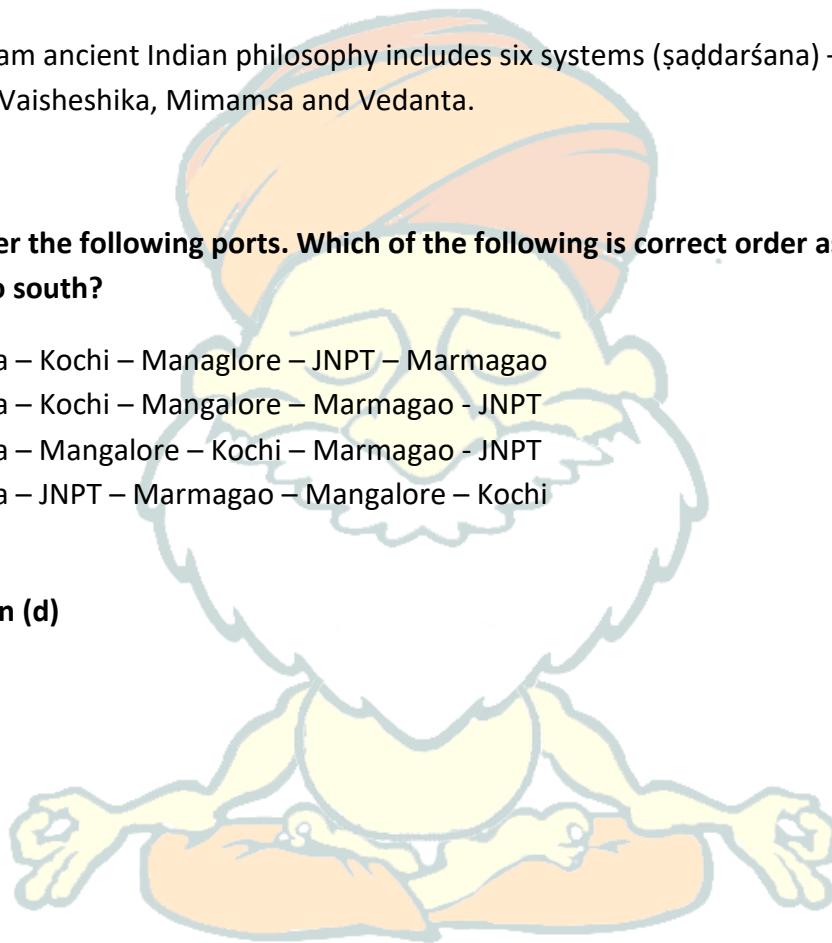 am ancient Indian philosophy includes six systems (ṣaḍdarśana) -
Vaisheshika, Mimamsa and Vedanta.
er the following ports. Which of the following is correct order as
o south?
a – Kochi – Managlore – JNPT – Marmagao
a – Kochi – Mangalore – Marmagao - JNPT
a – Mangalore – Kochi – Marmagao - JNPT
a – JNPT – Marmagao – Mangalore – Kochi
n (d)